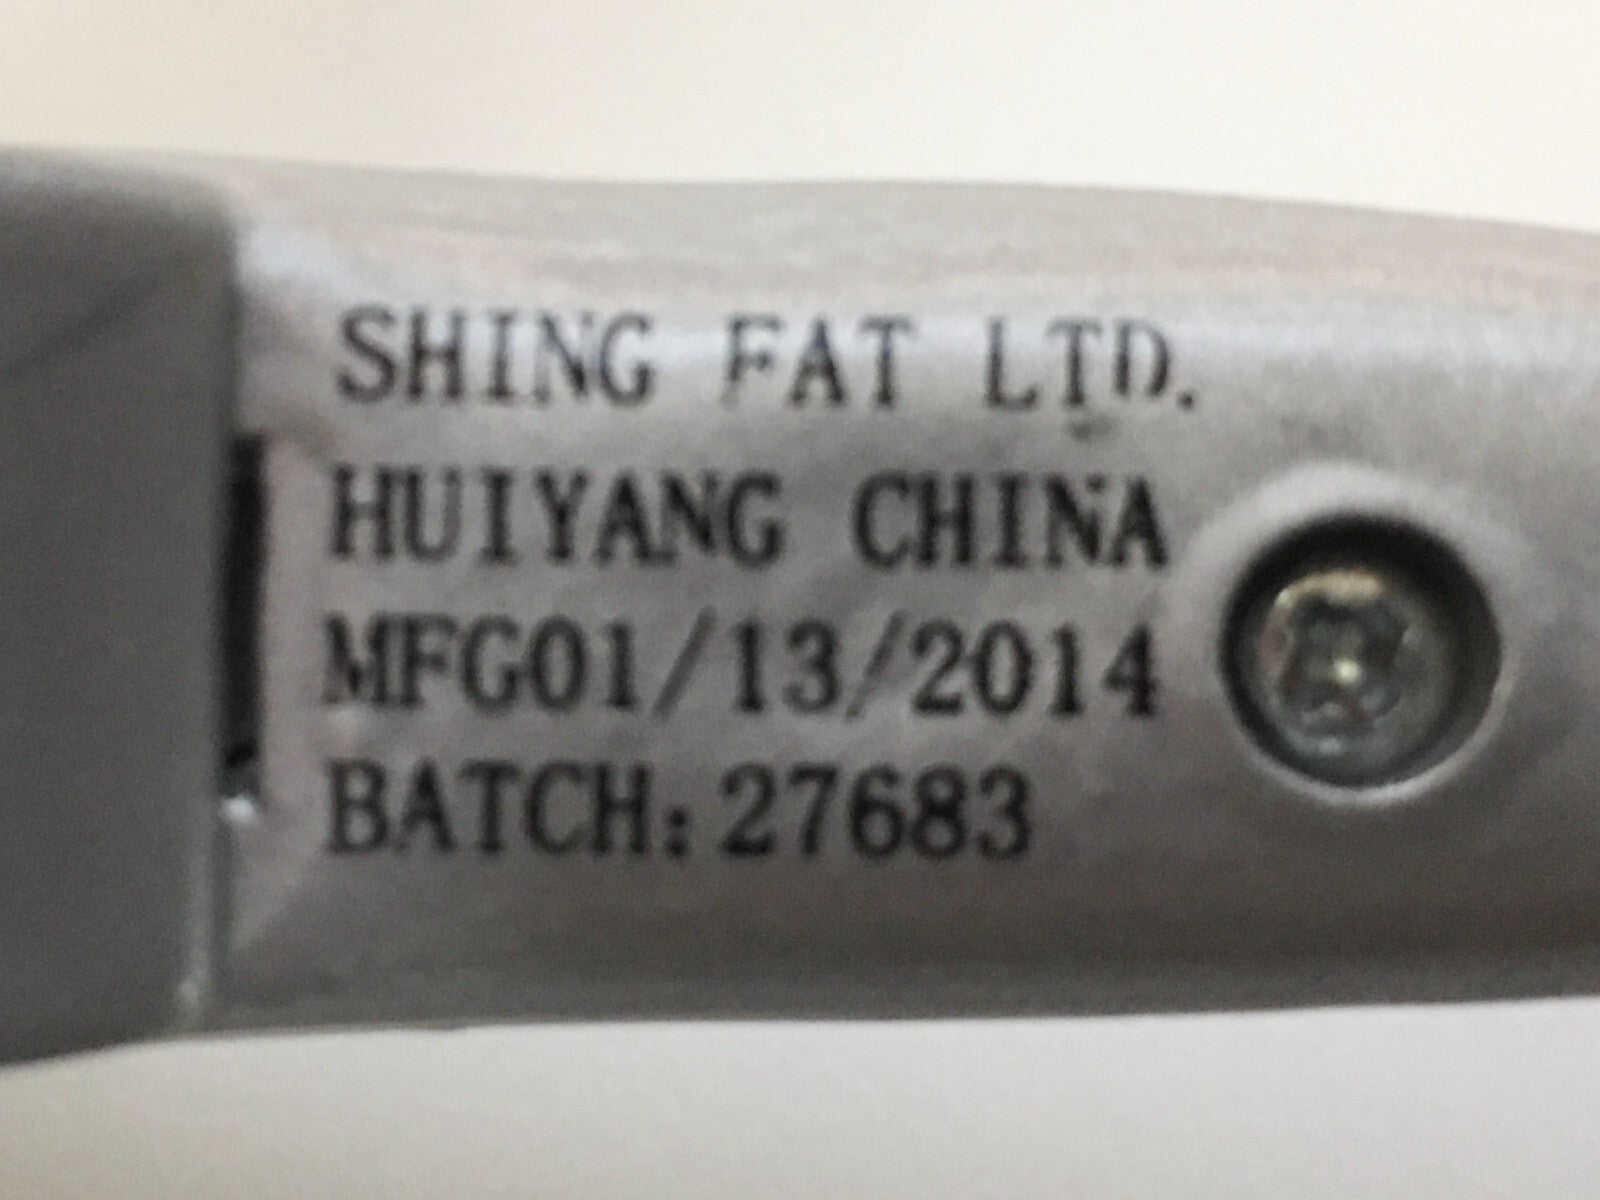 SHING FAT LTD.
HUIYANG CHINA
MFG01/13/2014
BATCH:27683